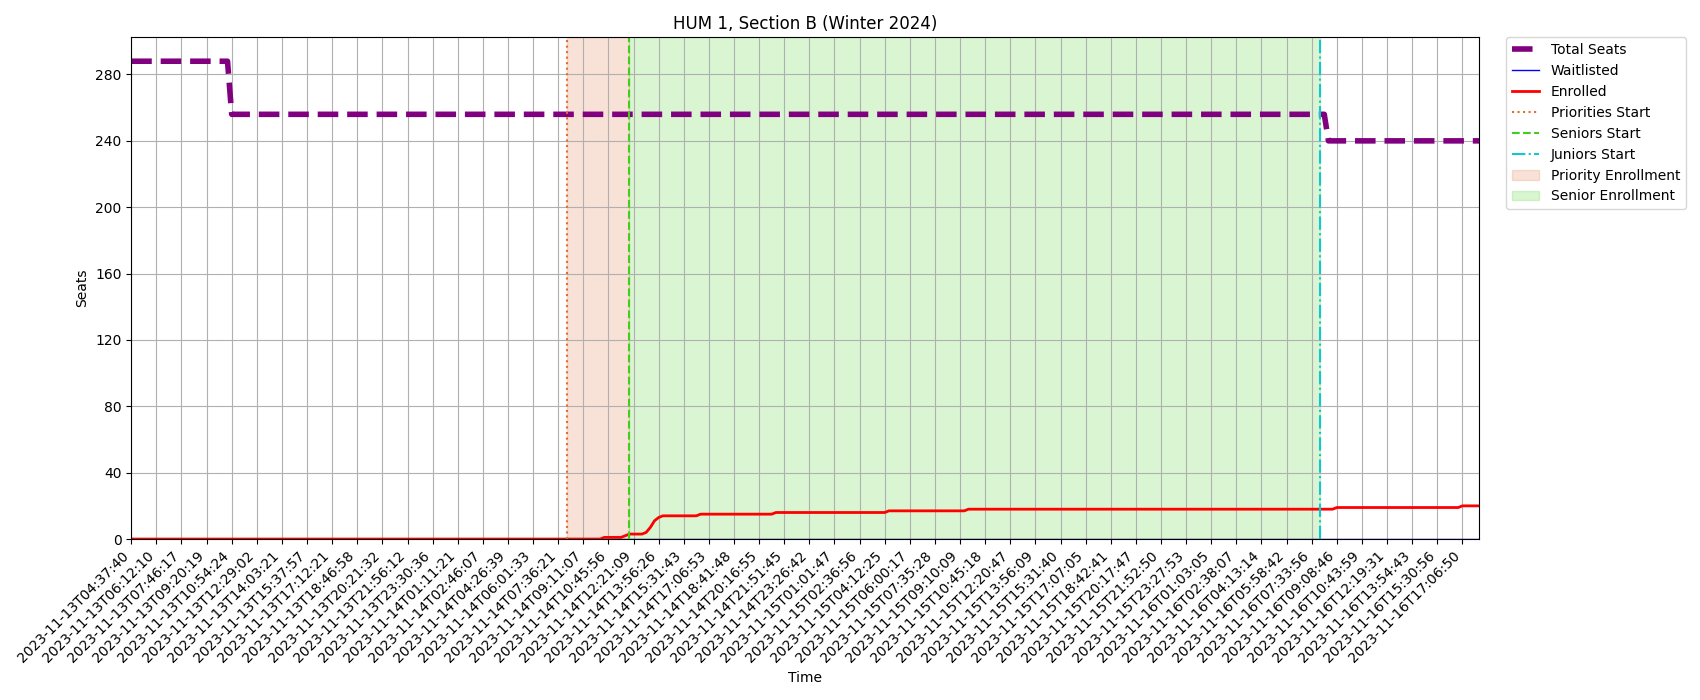 HUM 1, Section B (Winter 2024)
Total Seats
Waitlisted
Enrolled
Priorities Start
Seniors Start
Juniors Start
Priority Enrollment
Senior Enrollment
Seats
280
240
200
160
120
80
40
0
2023-11-13T04:37:40
2023-11-13T06:12:10
2023-11-13T07:46:17
2023-11-13T09:20:19
2023-11-13T10:54:24
2023-11-13T12:29:02
2023-11-13T14:03:21
2023-11-13T15:37:57
2023-11-13T17:12:21
2023-11-13T18:46:58
2023-11-13T20:21:32
2023-11-13T21:56:12
2023-11-13T23:30:36
2023-11-14T01:11:21
2023-11-14T02:46:07
2023-11-14T04:26:39
2023-11-14T06:01:33
2023-11-14T07:36:21
2023-11-14T09:11:07
2023-11-14T10:45:56
2023-11-14T12:21:09
2023-11-14T13:56:26
2023-11-14T15:31:43
2023-11-14T17:06:53
2023-11-14T18:41:48
2023-11-14T20:16:55
2023-11-14T21:51:45
2023-11-14T23:26:42
2023-11-15T01:01:47
2023-11-15T02:36:56
2023-11-15T04:12:25
2023-11-15T06:00:17
2023-11-15T07:35:28
2023-11-15T09:10:09
2023-11-15T10:45:18
2023-11-15T12:20:47
2023-11-15T13:56:09
2023-11-15T15:31:40
2023-11-15T17:07:05
2023-11-15T18:42:41
2023-11-15T20:17:47
2023-11-15T21:52:50
2023-11-15T23:27:53
2023-11-16T01:03:05
2023-11-16T02:38:07
2023-11-16T04:13:14
2023-11-16T05:58:42
2023-11-16T07:33:56
2023-11-16T09:08:46
2023-11-16T10:43:59
2023-11-16T12:19:31
2023-11-16T13:54:43
2023-11-16T15:30:56
2023-11-16T17:06:50
Time